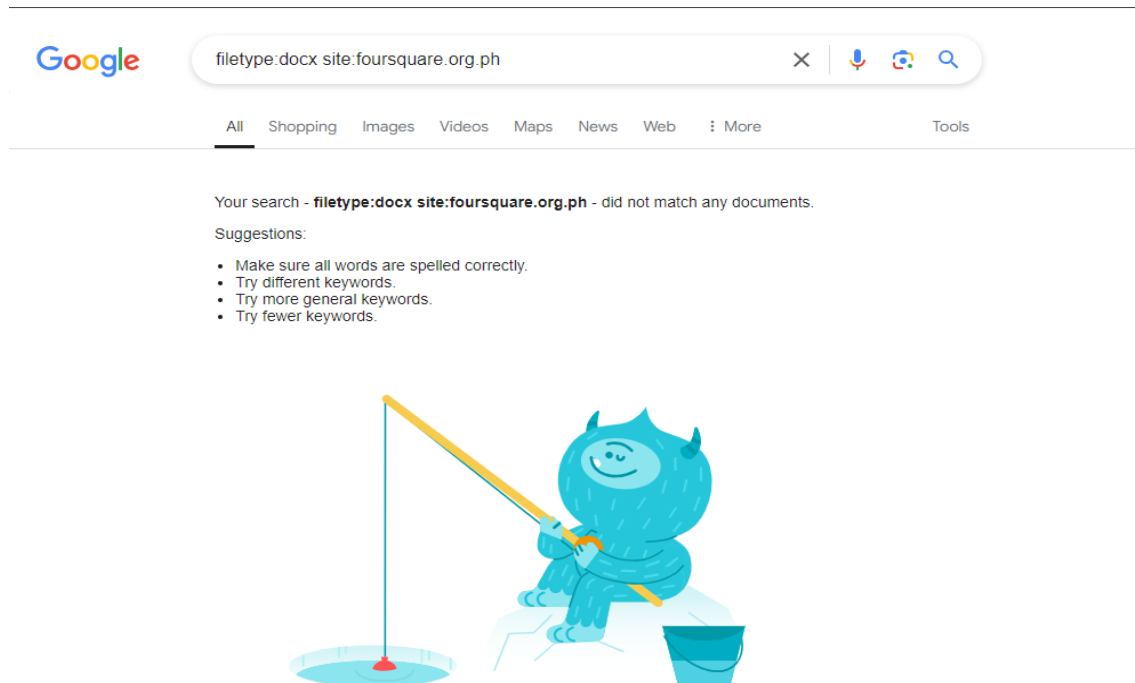 Google
filetype:docx site:foursquare.org.ph
All Shopping Images Videos Maps News Web More Tools
Your search - filetype:docx site:foursquare.org.ph - did not match any documents.
Suggestions:
• Make sure all words are spelled correctly.
• Try different keywords.
• Try more general keywords.
• Try fewer keywords.